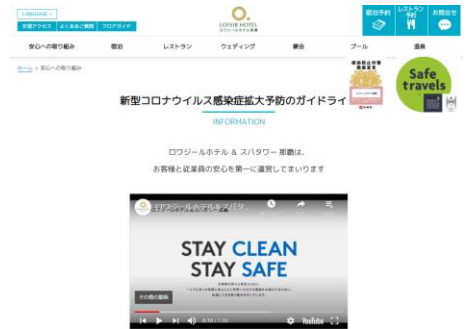 LANGUAGE
交通アクセス
よくあるご質問
フロアガイド
LOISIR HOTEL
宿泊予約
レストラン
予約
お問合せ
安心への取り組み
宿泊
レストラン
ウェディング
宴会
プール
温泉
ホーム
安心への取り組み
Safe
travels
新型コロナウイルス感染症拡大予防のガイドライ
INFORMATION
ロワジールホテル & スパタワー 那覇は、
お客様と従業員の安心を第一に運営してまいります
STAY CLEAN
STAY SAFE
その他の動画
YouTube